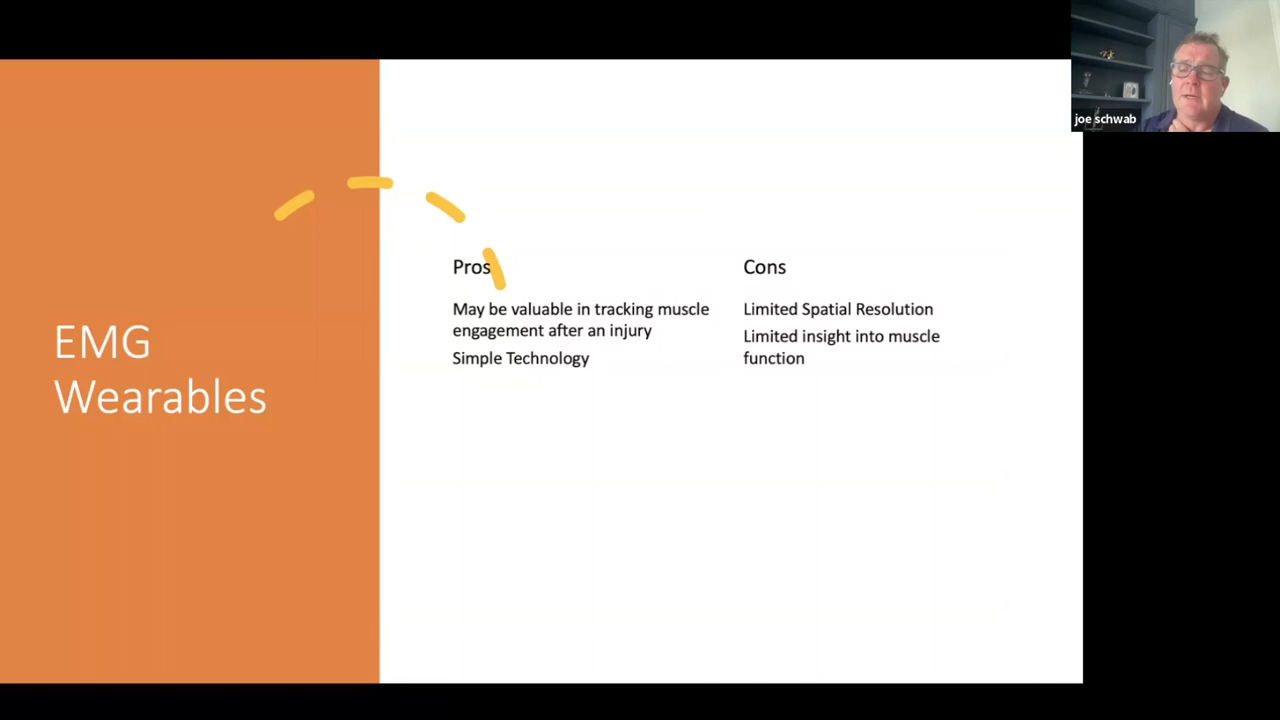 joe schwab
EMG
Wearables
Pros
May be valuable in tracking muscle
engagement after an injury
Simple Technology
Cons
Limited Spatial Resolution
Limited insight into muscle
function